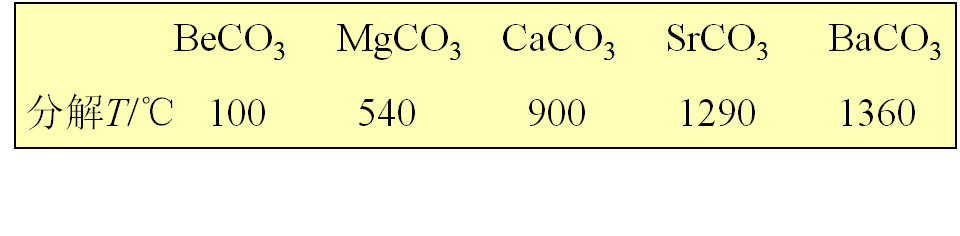 BeCO₃ MgCO₃ CaCO₃ SrCO₃ BaCO₃
分解T/℃ 100 540 900 1290 1360